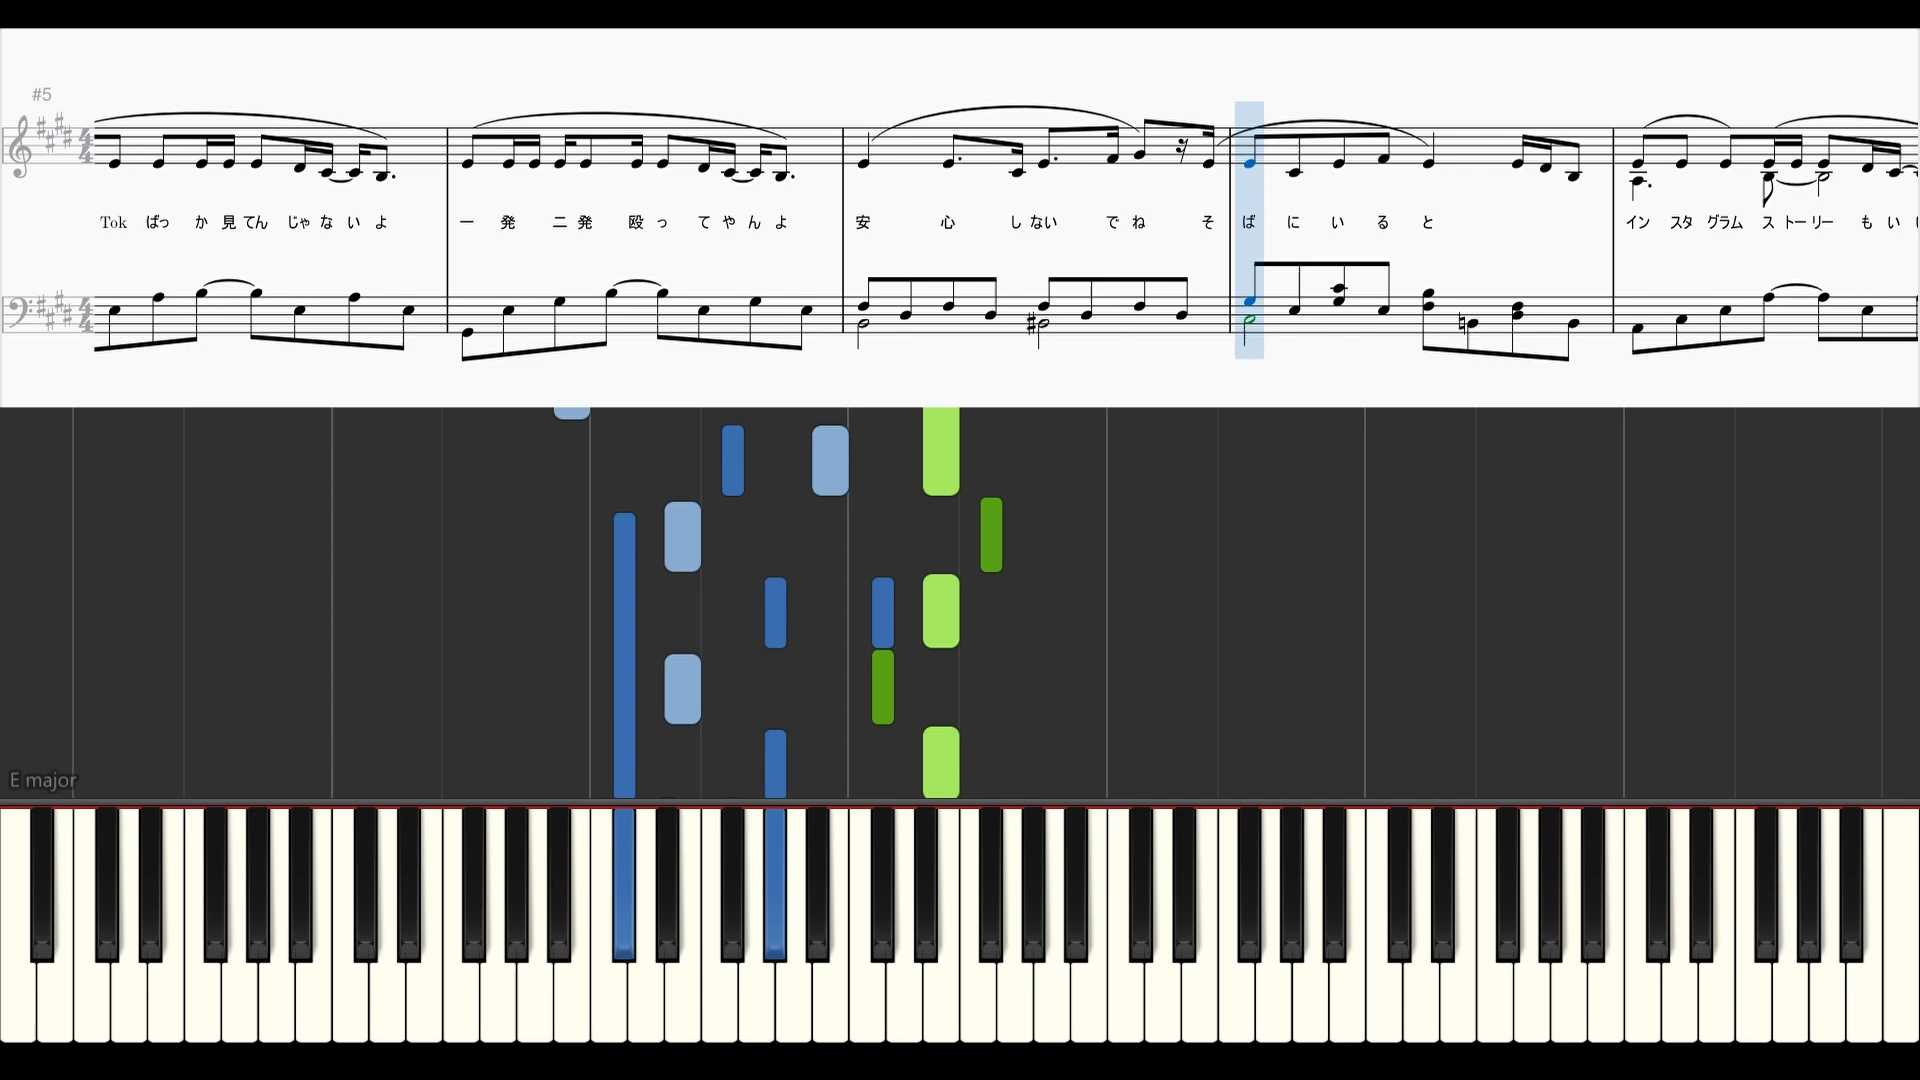 #5
Tok ばっ か 見 てん じゃ な い よ 一 発 二 発 殴 っ て や ん よ 安 心 し ない で ね そ ば に い る と イン スタ グラム ス トー リー も い
E major